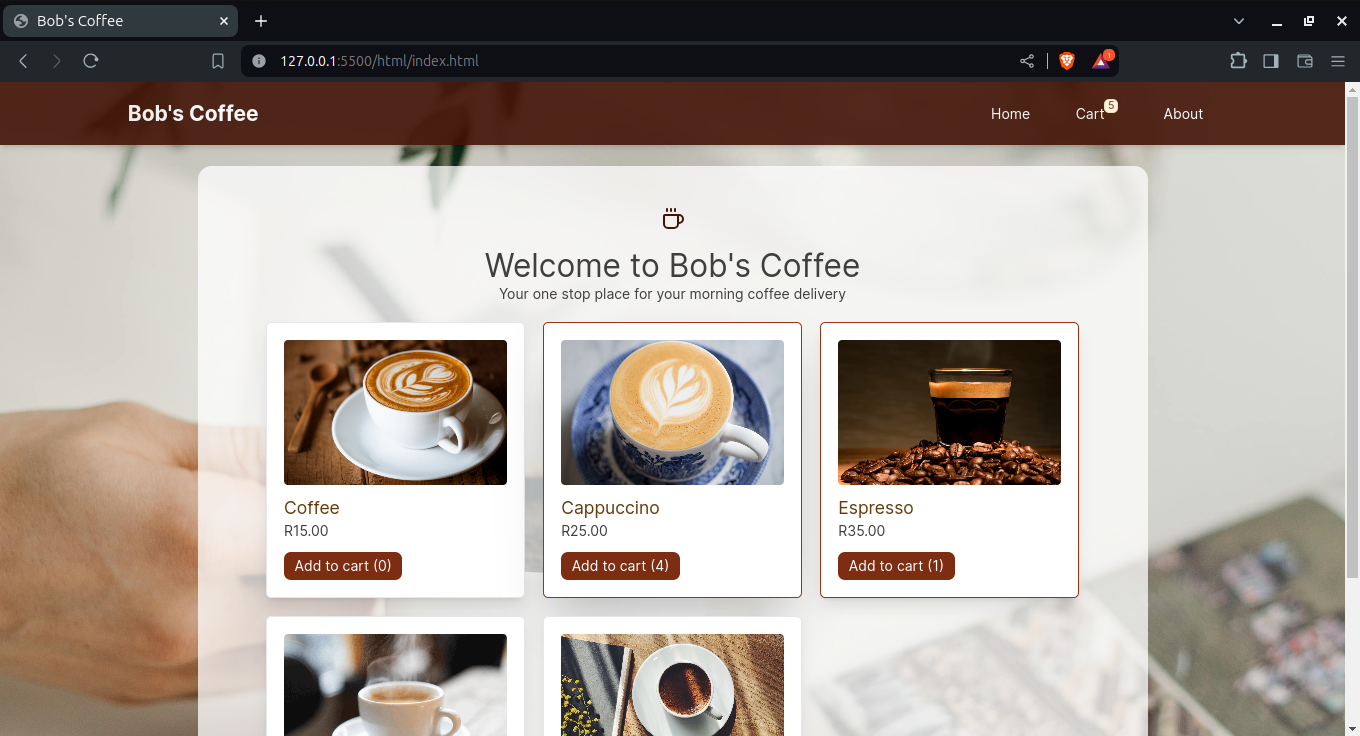 Bob's Coffee
127.0.0.1:5500/html/index.html
1
Bob's Coffee
Home
Cart 5
About
Welcome to Bob's Coffee
Your one stop place for your morning coffee delivery
Coffee
R15.00
Add to cart (0)
Cappuccino
R25.00
Add to cart (4)
Espresso
R35.00
Add to cart (1)